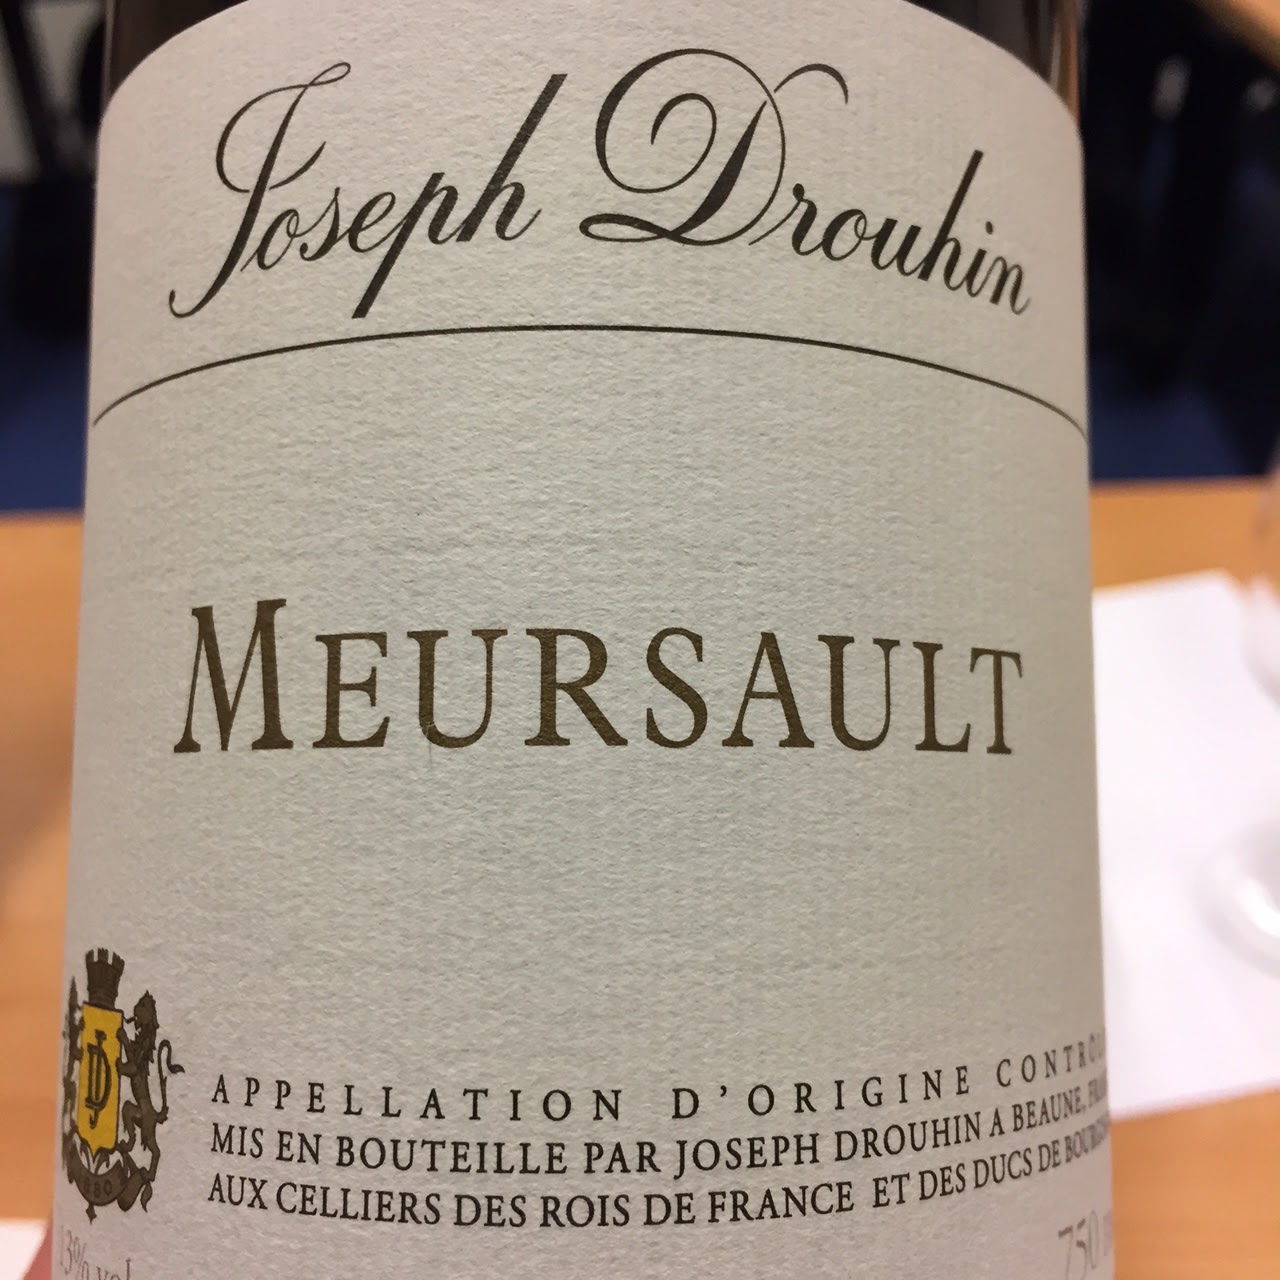 Joseph Drouhin
MEURSAULT
JD
APPELLATION D'ORIGINE
MIS EN BOUTEILLE PAR JOSEPH DROUHIN A BEAUNE,
AUX CELLIERS DES ROIS DE FRANCE ET DES DUCS DE
13% vol 750